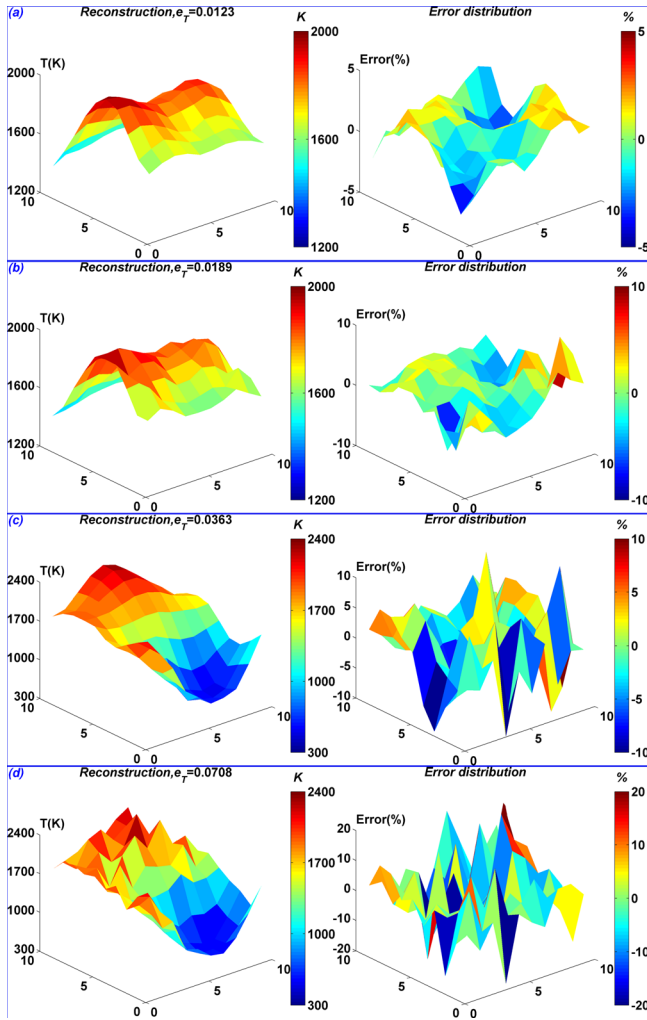 (a) Reconstruction,e_T=0.0123 Error distribution
K %
T(K) 2000 Error(%) 5
2000 5
1600 1600 0 0
1200 -5
10 10
5 5
5 5
0 0 10 1200 0 0 10 -5
(b) Reconstruction,e_T=0.0189 Error distribution
K %
T(K) 2000 Error(%) 10
2000 10
1600 1600 0 0
1200 -10
10 10
5 5
5 5
0 0 10 1200 0 0 10 -10
(c) Reconstruction,e_T=0.0363 Error distribution
K %
T(K) 2400 Error(%) 10
2400 10
5
1700 1700 5
0 0
1000 -5
1000 -5
300 -10
10 10
5 5
5 5
0 0 10 300 0 0 10 -10
(d) Reconstruction,e_T=0.0708 Error distribution
K %
T(K) 2400 Error(%) 20
2400 20
15
1700 1700 10 10
5
0 0
1000 -5
1000 -10 -10
-15
300 -20
10 10
5 5
5 5
0 0 10 300 0 0 10 -20